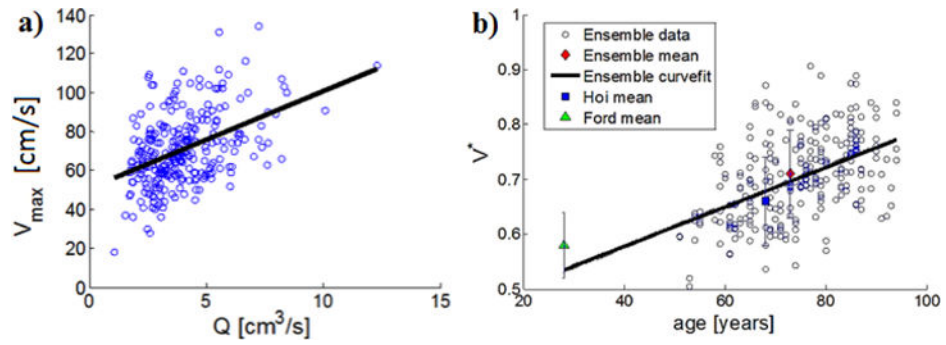 a)
140
120
100
80
60
40
20
0
V_max [cm/s]
0 5 10 15
Q [cm³/s]
b)
1
0.9
0.8
0.7
0.6
0.5
V*
Ensemble data
Ensemble mean
Ensemble curvefit
Hoi mean
Ford mean
20 40 60 80 100
age [years]